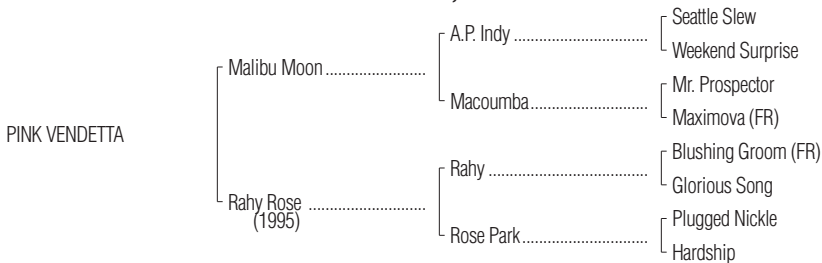 Seattle Slew
A.P. Indy ..................................
Weekend Surprise
Malibu Moon .........................
Mr. Prospector
Macoumba..............................
Maximova (FR)
PINK VENDETTA
Blushing Groom (FR)
Rahy ........................................
Glorious Song
Rahy Rose .............................
(1995)
Plugged Nickle
Rose Park................................
Hardship